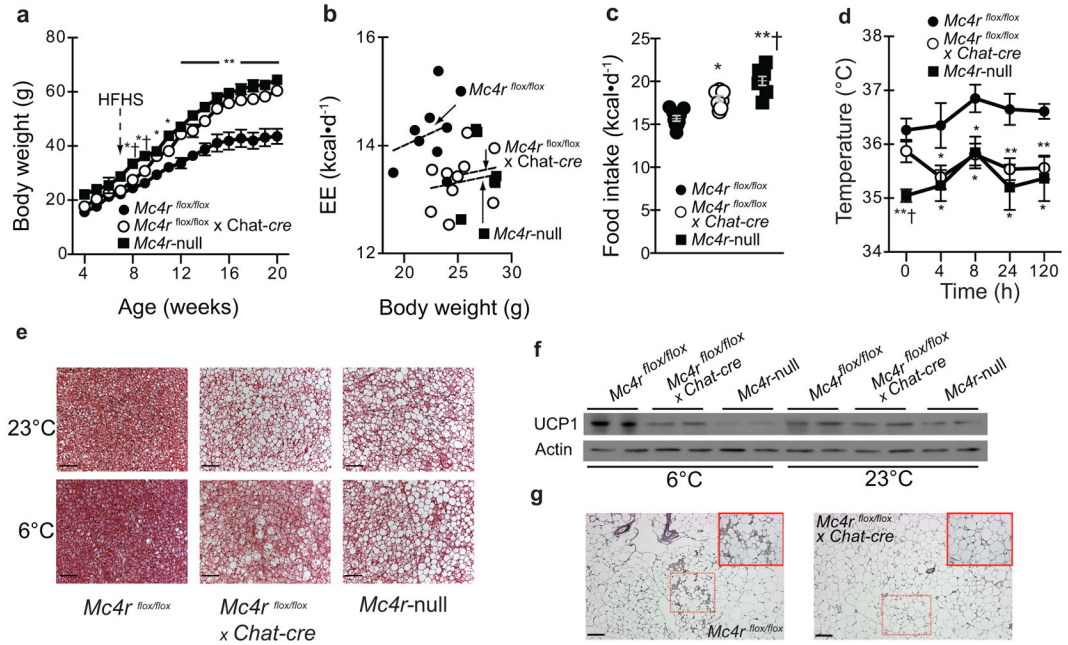 a
Body weight (g)
80
60
40
20
0
HFHS
*
*†
*†
*
*
**
Mc4r flox/flox
Mc4r flox/flox x Chat-cre
Mc4r-null
4
8
12
16
20
Age (weeks)
b
EE (kcal•d-1)
16
14
12
Mc4r flox/flox
Mc4r flox/flox
x Chat-cre
Mc4r-null
20
25
30
Body weight (g)
c
Food intake (kcal•d-1)
25
20
15
10
5
0
*
**†
Mc4r flox/flox
Mc4r flox/flox
x Chat-cre
Mc4r-null
d
Mc4r flox/flox
Mc4r flox/flox
x Chat-cre
Mc4r-null
Temperature (°C)
37
36
35
34
**†
*
*
*
*
**
*
**
*
0
4
8
24
120
Time (h)
e
23°C
6°C
Mc4r flox/flox
Mc4r flox/flox
x Chat-cre
Mc4r-null
f
Mc4r flox/flox
Mc4r flox/flox
x Chat-cre
Mc4r-null
Mc4r flox/flox
Mc4r flox/flox
x Chat-cre
Mc4r-null
UCP1
Actin
6°C
23°C
g
Mc4r flox/flox
Mc4r flox/flox
x Chat-cre